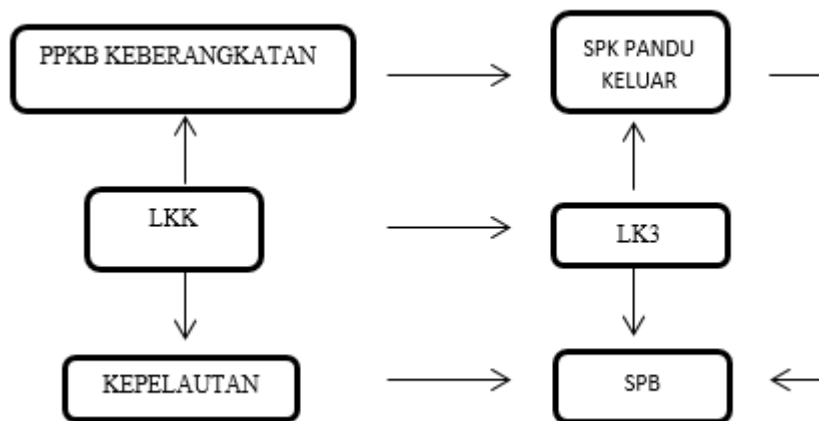 PPKB KEBERANGKATAN
SPK PANDU
KELUAR
LKK
LK3
KEPELAUTAN
SPB